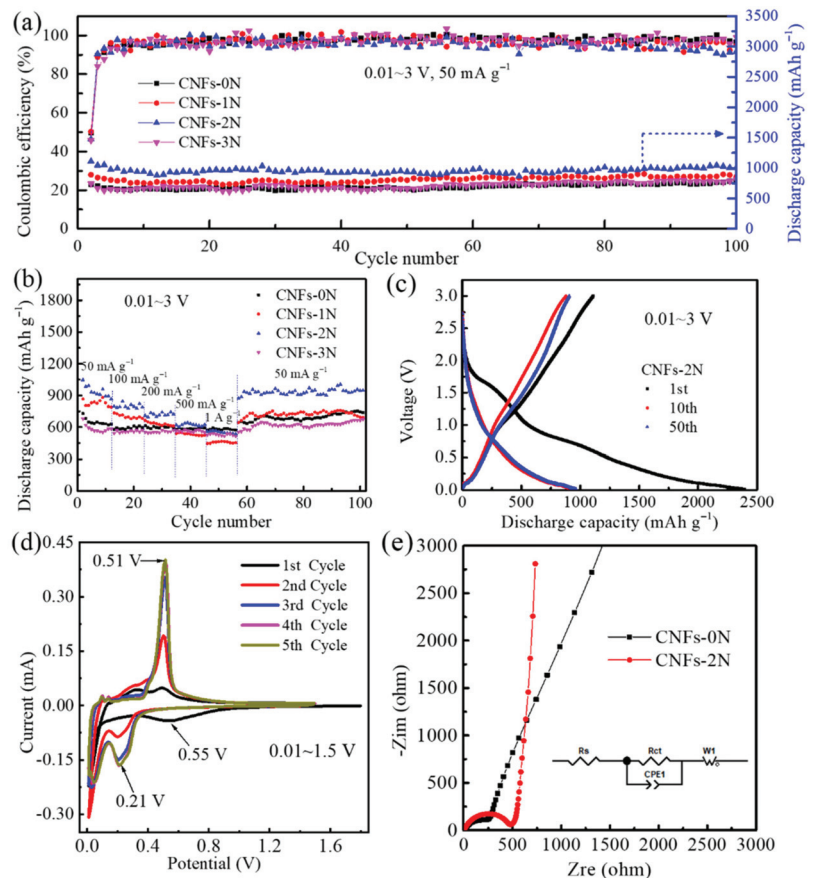 (a)
Coulombic efficiency (%)
100
80
60
40
20
0
0.01~3 V, 50 mA g⁻¹
CNFs-0N
CNFs-1N
CNFs-2N
CNFs-3N
3500
3000
2500
2000
1500
1000
500
0
Discharge capacity (mAh g⁻¹)
0 20 40 60 80 100
Cycle number
(b)
Discharge capacity (mAh g⁻¹)
1800
1500
1200
900
600
300
0
0.01~3 V
CNFs-0N
CNFs-1N
CNFs-2N
CNFs-3N
50 mA g⁻¹
100 mA g⁻¹
200 mA g⁻¹
500 mA g⁻¹
1 A g⁻¹
50 mA g⁻¹
0 20 40 60 80 100
Cycle number
(c)
Voltage (V)
3.0
2.5
2.0
1.5
1.0
0.5
0.0
0.01~3 V
CNFs-2N
1st
10th
50th
0 500 1000 1500 2000 2500
Discharge capacity (mAh g⁻¹)
(d)
Current (mA)
0.45
0.30
0.15
0.00
-0.15
-0.30
0.51 V
1st Cycle
2nd Cycle
3rd Cycle
4th Cycle
5th Cycle
0.55 V
0.01~1.5 V
0.21 V
0.0 0.4 0.8 1.2 1.6
Potential (V)
(e)
-Zim (ohm)
3000
2500
2000
1500
1000
500
0
CNFs-0N
CNFs-2N
Rs
Rct
W1
CPE1
0 500 1000 1500 2000 2500 3000
Zre (ohm)